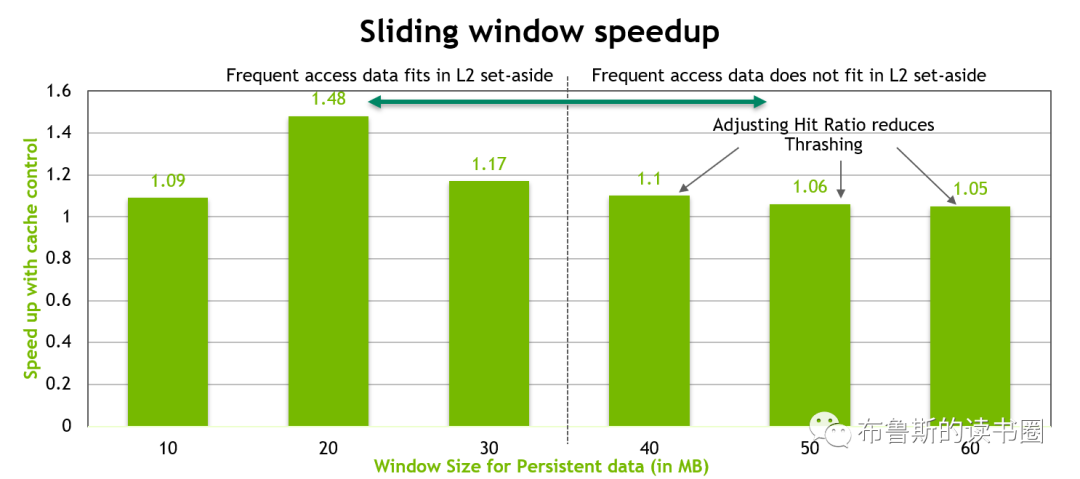 Sliding window speedup
Frequent access data fits in L2 set-aside
Frequent access data does not fit in L2 set-aside
Adjusting Hit Ratio reduces
Thrashing
Speed up with cache control
1.6
1.4
1.2
1
0.8
0.6
0.4
0.2
0
1.09
1.48
1.17
1.1
1.06
1.05
10
20
30
40
50
60
Window Size for Persistent data (in MB)
布鲁斯的读书圈